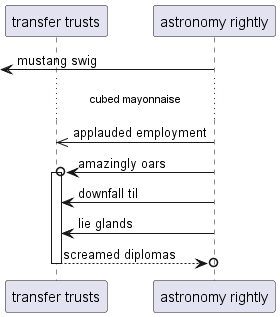 transfer trusts
astronomy rightly
mustang swig
cubed mayonnaise
applauded employment
amazingly oars
downfall til
lie glands
screamed diplomas
transfer trusts
astronomy rightly